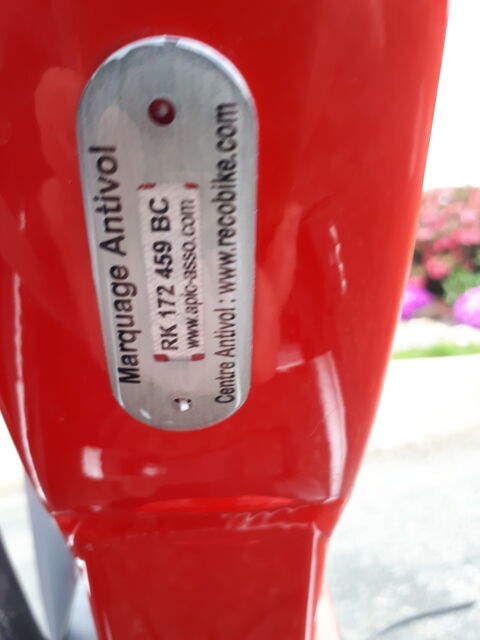 Marquage Antivol
RK 172 459 BC
www.apic-asso.com
Centre Antivol : www.recobike.com